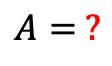 A = ?